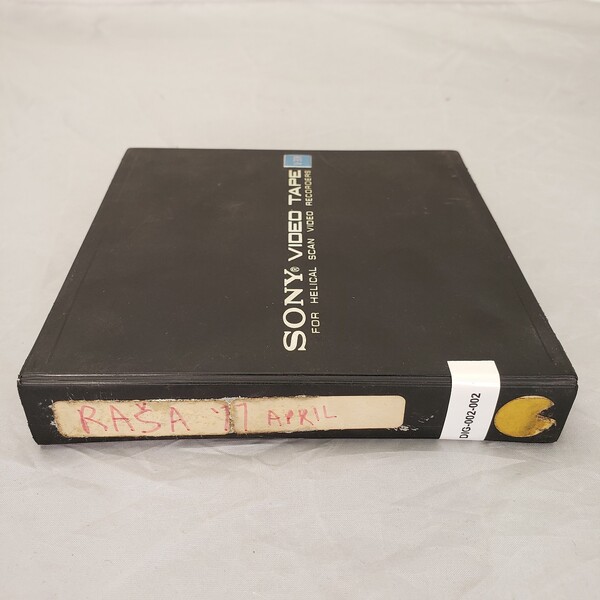 SONY® VIDEO TAPE
FOR HELICAL SCAN VIDEO RECORDERS
RAŠA '77 APRIL
DIG-002-002